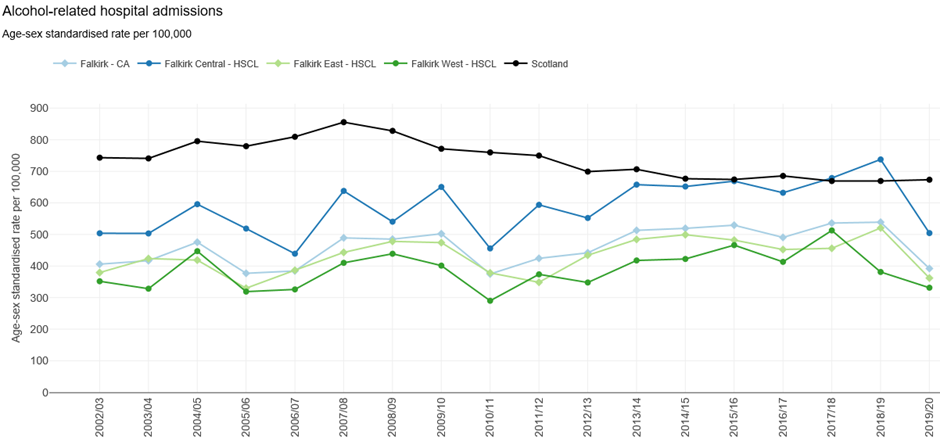 Alcohol-related hospital admissions
Age-sex standardised rate per 100,000
Falkirk - CA Falkirk Central - HSCL Falkirk East - HSCL Falkirk West - HSCL Scotland
Age-sex standardised rate per 100,000
900
800
700
600
500
400
300
200
100
0
2002/03 2003/04 2004/05 2005/06 2006/07 2007/08 2008/09 2009/10 2010/11 2011/12 2012/13 2013/14 2014/15 2015/16 2016/17 2017/18 2018/19 2019/20